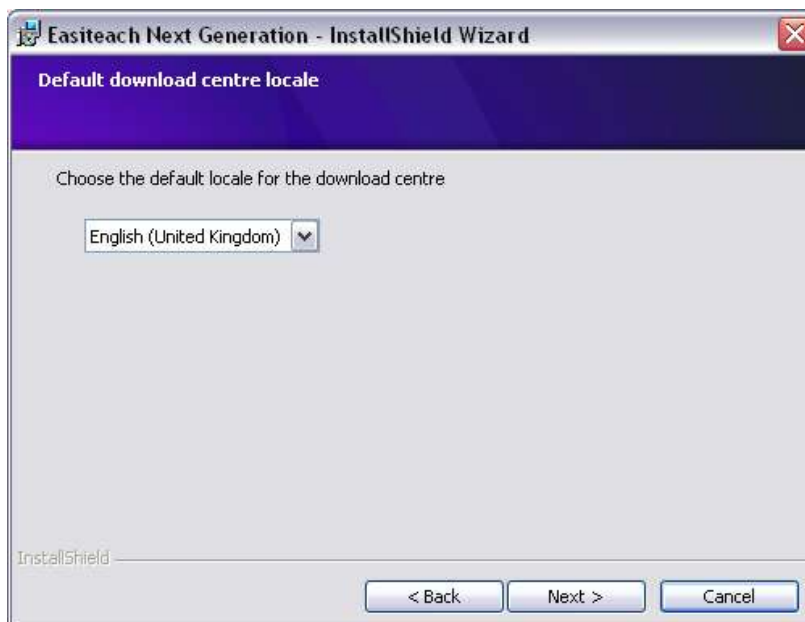 Easiteach Next Generation - InstallShield Wizard
Default download centre locale
Choose the default locale for the download centre
English (United Kingdom)
InstallShield
< Back
Next >
Cancel